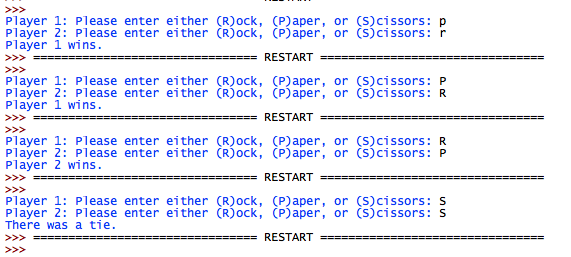 >>>
Player 1: Please enter either (R)ock, (P)aper, or (S)cissors: p
Player 2: Please enter either (R)ock, (P)aper, or (S)cissors: r
Player 1 wins.
>>> ================================ RESTART ================================
>>>
Player 1: Please enter either (R)ock, (P)aper, or (S)cissors: P
Player 2: Please enter either (R)ock, (P)aper, or (S)cissors: R
Player 1 wins.
>>> ================================ RESTART ================================
>>>
Player 1: Please enter either (R)ock, (P)aper, or (S)cissors: R
Player 2: Please enter either (R)ock, (P)aper, or (S)cissors: P
Player 2 wins.
>>> ================================ RESTART ================================
>>>
Player 1: Please enter either (R)ock, (P)aper, or (S)cissors: S
Player 2: Please enter either (R)ock, (P)aper, or (S)cissors: S
There was a tie.
>>> ================================ RESTART ================================
>>>